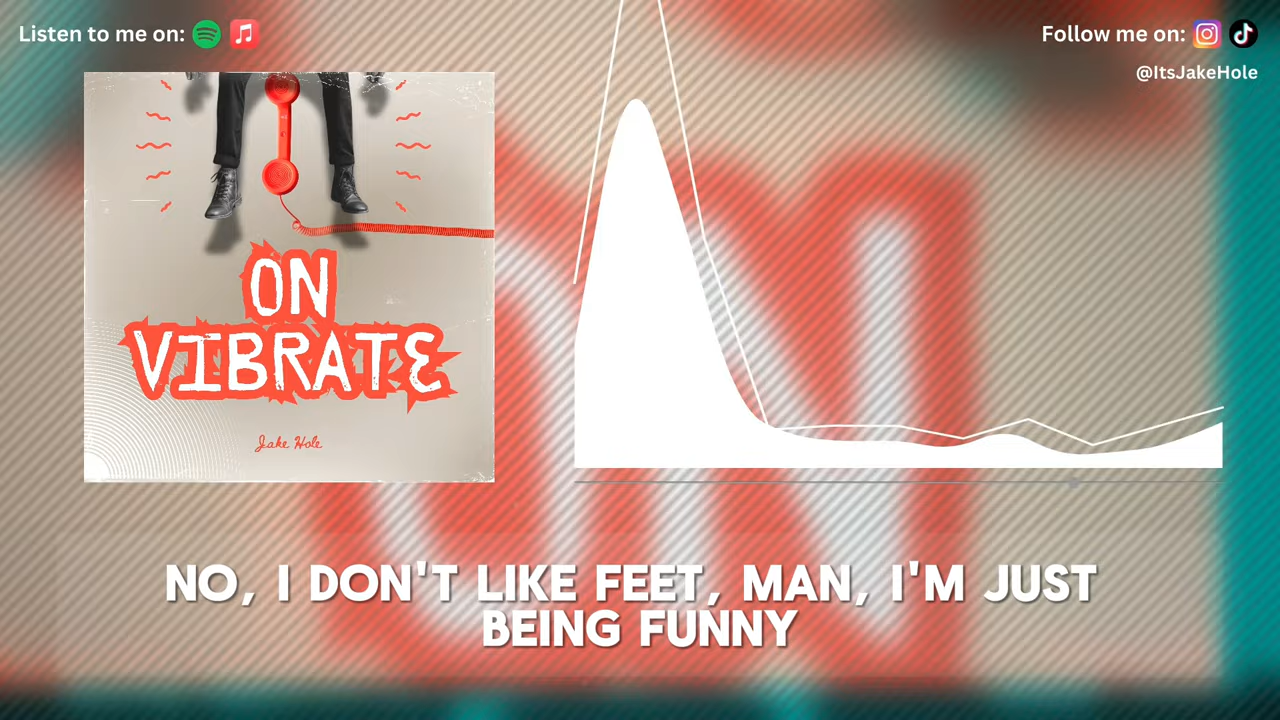 Listen to me on:
Follow me on:
@ItsJakeHole
ON
VIBRATE
Jake Hole
NO, I DON'T LIKE FEET, MAN, I'M JUST
BEING FUNNY